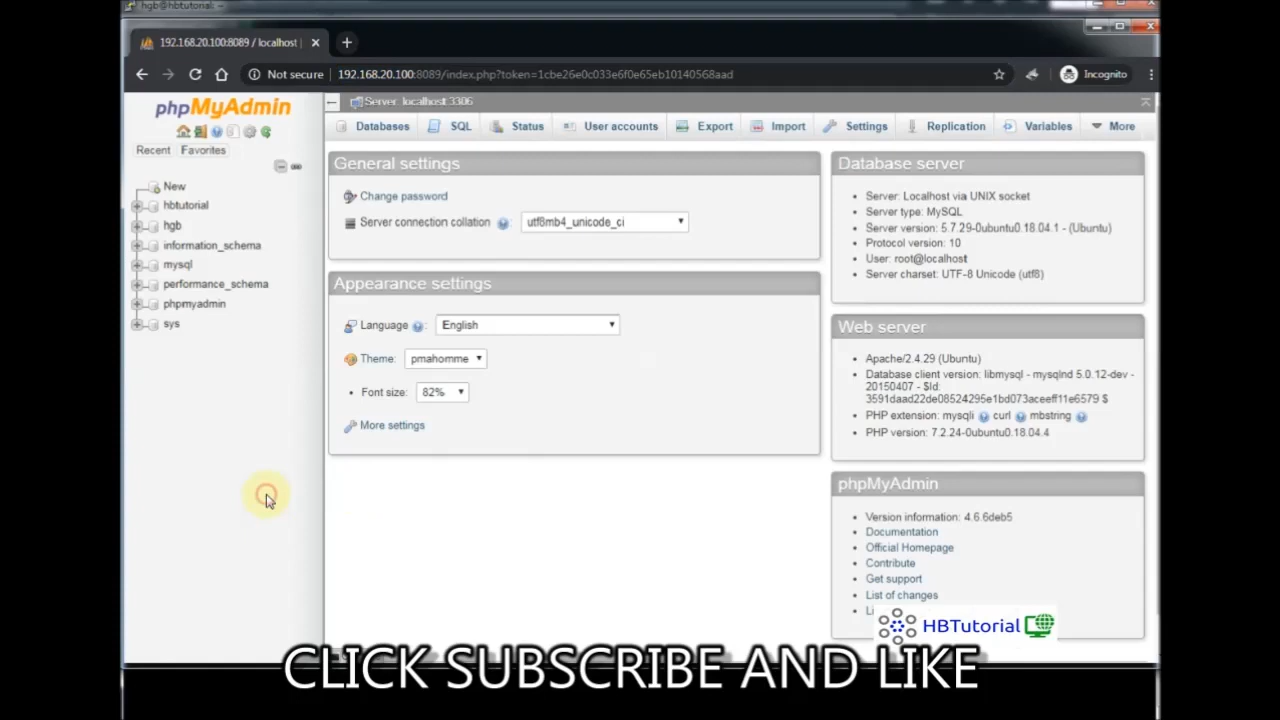 hgb@hbtutorial: ~
192.168.20.100:8089 / localhost |
Not secure | 192.168.20.100:8089/index.php?token=1cbe26e0c033e6f0e65eb10140568aad
Incognito
phpMyAdmin
Recent Favorites
New
hbtutorial
hgb
information_schema
mysql
performance_schema
phpmyadmin
sys
Server: localhost:3306
Databases SQL Status User accounts Export Import Settings Replication Variables More
General settings
Change password
Server connection collation : utf8mb4_unicode_ci
Appearance settings
Language : English
Theme: pmahomme
Font size: 82%
More settings
Database server
Server: Localhost via UNIX socket
Server type: MySQL
Server version: 5.7.29-0ubuntu0.18.04.1 - (Ubuntu)
Protocol version: 10
User: root@localhost
Server charset: UTF-8 Unicode (utf8)
Web server
Apache/2.4.29 (Ubuntu)
Database client version: libmysql - mysqlnd 5.0.12-dev -
20150407 - $Id:
3591daad22de08524295e1bd073aceeff11e6579 $
PHP extension: mysqli curl mbstring
PHP version: 7.2.24-0ubuntu0.18.04.4
phpMyAdmin
Version information: 4.6.6deb5
Documentation
Official Homepage
Contribute
Get support
List of changes
HBTutorial
CLICK SUBSCRIBE AND LIKE